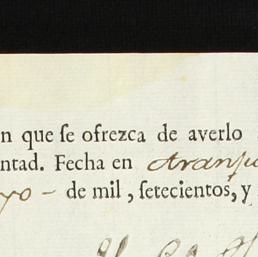 n que ſe ofrezca de averlo
ntad. Fecha en Aranju
yo - de mil , ſetecientos, y